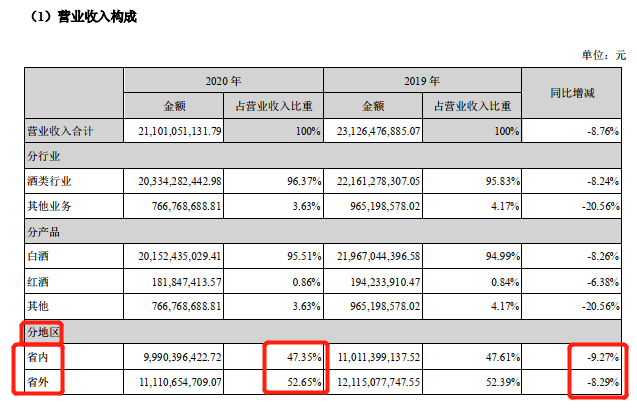 （1）营业收入构成
单位：元
2020 年 2019 年 同比增减
金额 占营业收入比重 金额 占营业收入比重
营业收入合计 21,101,051,131.79 100% 23,126,476,885.07 100% -8.76%
分行业
酒类行业 20,334,282,442.98 96.37% 22,161,278,307.05 95.83% -8.24%
其他业务 766,768,688.81 3.63% 965,198,578.02 4.17% -20.56%
分产品
白酒 20,152,435,029.41 95.51% 21,967,044,396.58 94.99% -8.26%
红酒 181,847,413.57 0.86% 194,233,910.47 0.84% -6.38%
其他 766,768,688.81 3.63% 965,198,578.02 4.17% -20.56%
分地区
省内 9,990,396,422.72 47.35% 11,011,399,137.52 47.61% -9.27%
省外 11,110,654,709.07 52.65% 12,115,077,747.55 52.39% -8.29%